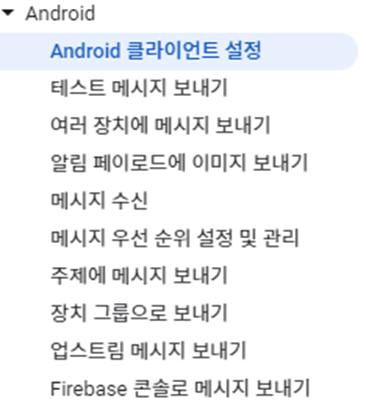 Android
Android 클라이언트 설정
테스트 메시지 보내기
여러 장치에 메시지 보내기
알림 페이로드에 이미지 보내기
메시지 수신
메시지 우선 순위 설정 및 관리
주제에 메시지 보내기
장치 그룹으로 보내기
업스트림 메시지 보내기
Firebase 콘솔로 메시지 보내기